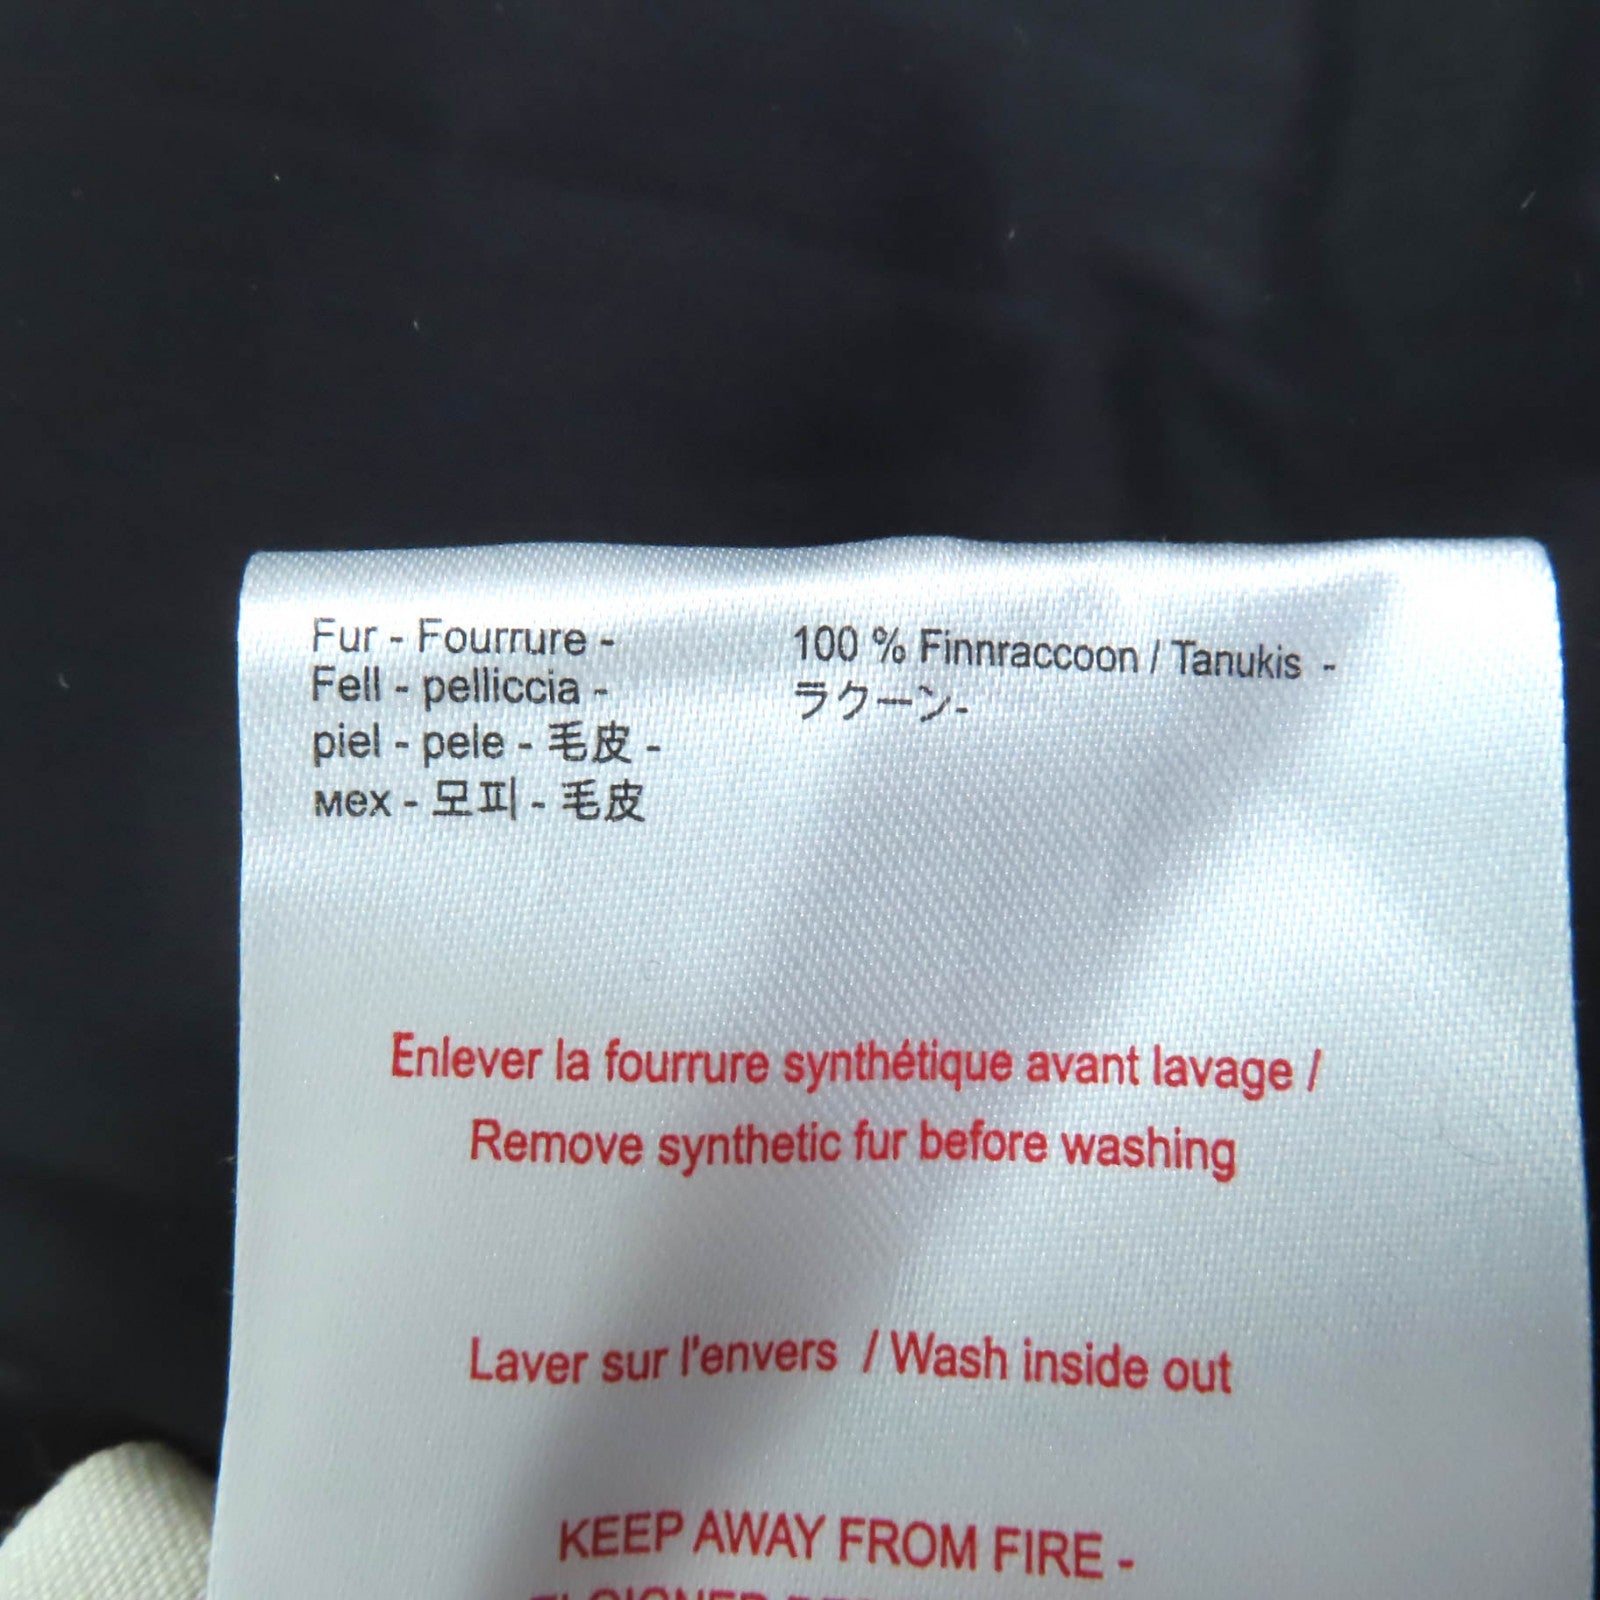 Fur - Fourrure -
Fell - pelliccia -
piel - pele - 毛皮 -
мех - 모피 - 毛皮
100 % Finnraccoon / Tanukis -
ラクーン-
Enlever la fourrure synthétique avant lavage /
Remove synthetic fur before washing
Laver sur l'envers / Wash inside out
KEEP AWAY FROM FIRE -